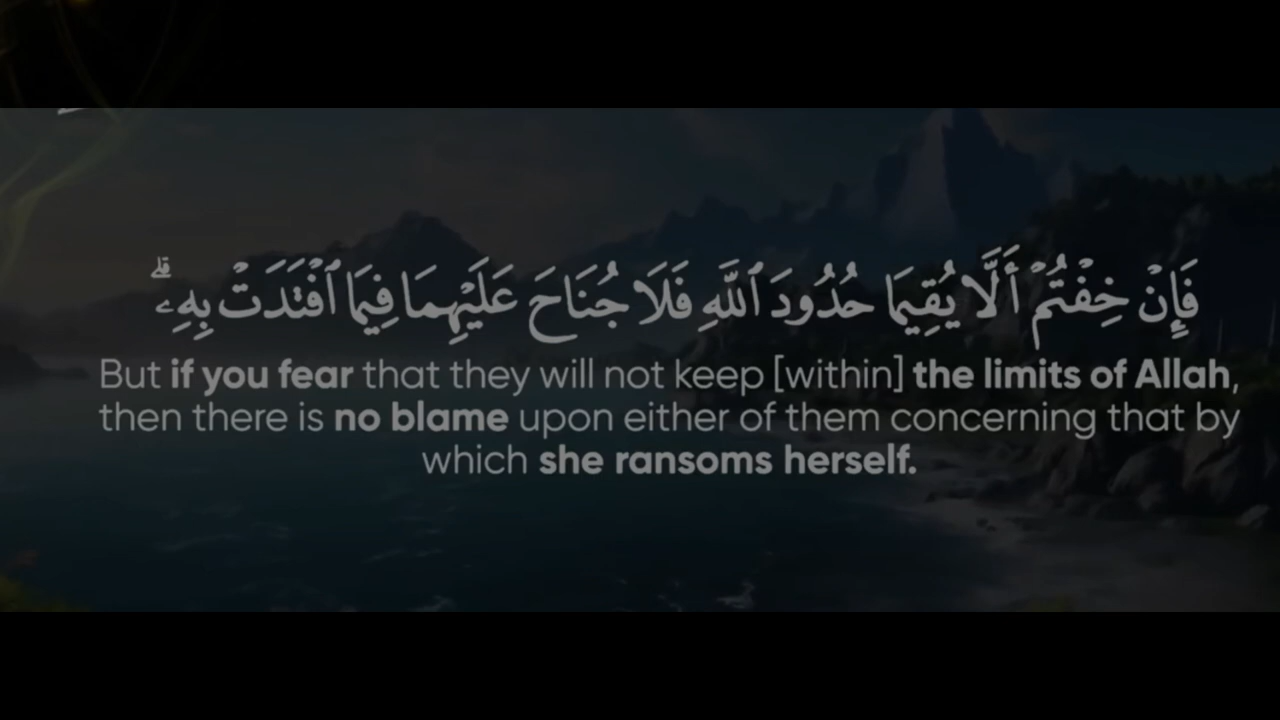 فَإِنْ خِفْتُمْ أَلَّا يُقِيمَا حُدُودَ ٱللَّهِ فَلَا جُنَاحَ عَلَيْهِمَا فِيمَا ٱفْتَدَتْ بِهِۦ ۗ
But if you fear that they will not keep [within] the limits of Allah,
then there is no blame upon either of them concerning that by
which she ransoms herself.